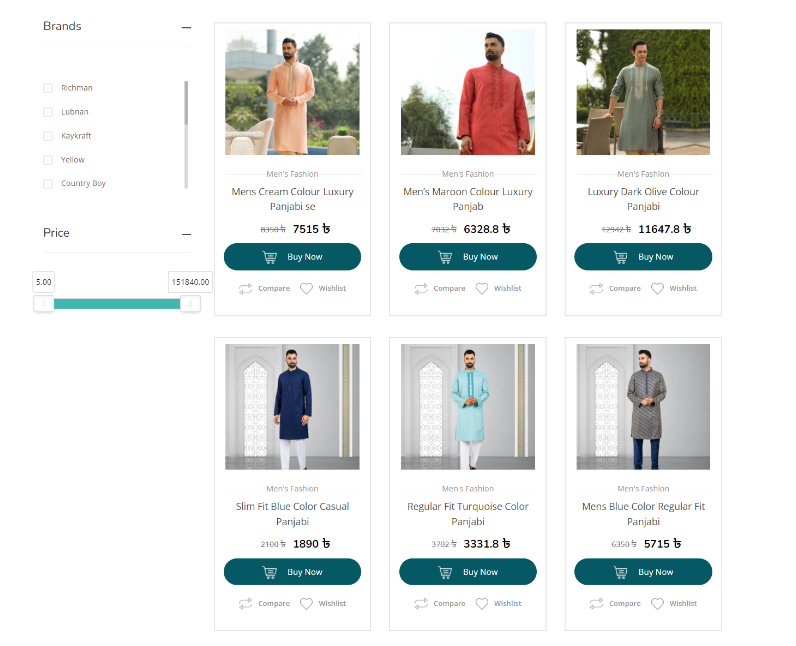 Brands
Richman
Lubnan
Kaykraft
Yellow
Country Boy
Price
5.00
151840.00
Men's Fashion
Mens Cream Colour Luxury
Panjabi se
8350 ৳ 7515 ৳
Buy Now
Compare Wishlist
Men's Fashion
Men's Maroon Colour Luxury
Panjab
7032 ৳ 6328.8 ৳
Buy Now
Compare Wishlist
Men's Fashion
Luxury Dark Olive Colour
Panjabi
12942 ৳ 11647.8 ৳
Buy Now
Compare Wishlist
Men's Fashion
Slim Fit Blue Color Casual
Panjabi
2100 ৳ 1890 ৳
Buy Now
Compare Wishlist
Men's Fashion
Regular Fit Turquoise Color
Panjabi
3702 ৳ 3331.8 ৳
Buy Now
Compare Wishlist
Men's Fashion
Mens Blue Color Regular Fit
Panjabi
6350 ৳ 5715 ৳
Buy Now
Compare Wishlist